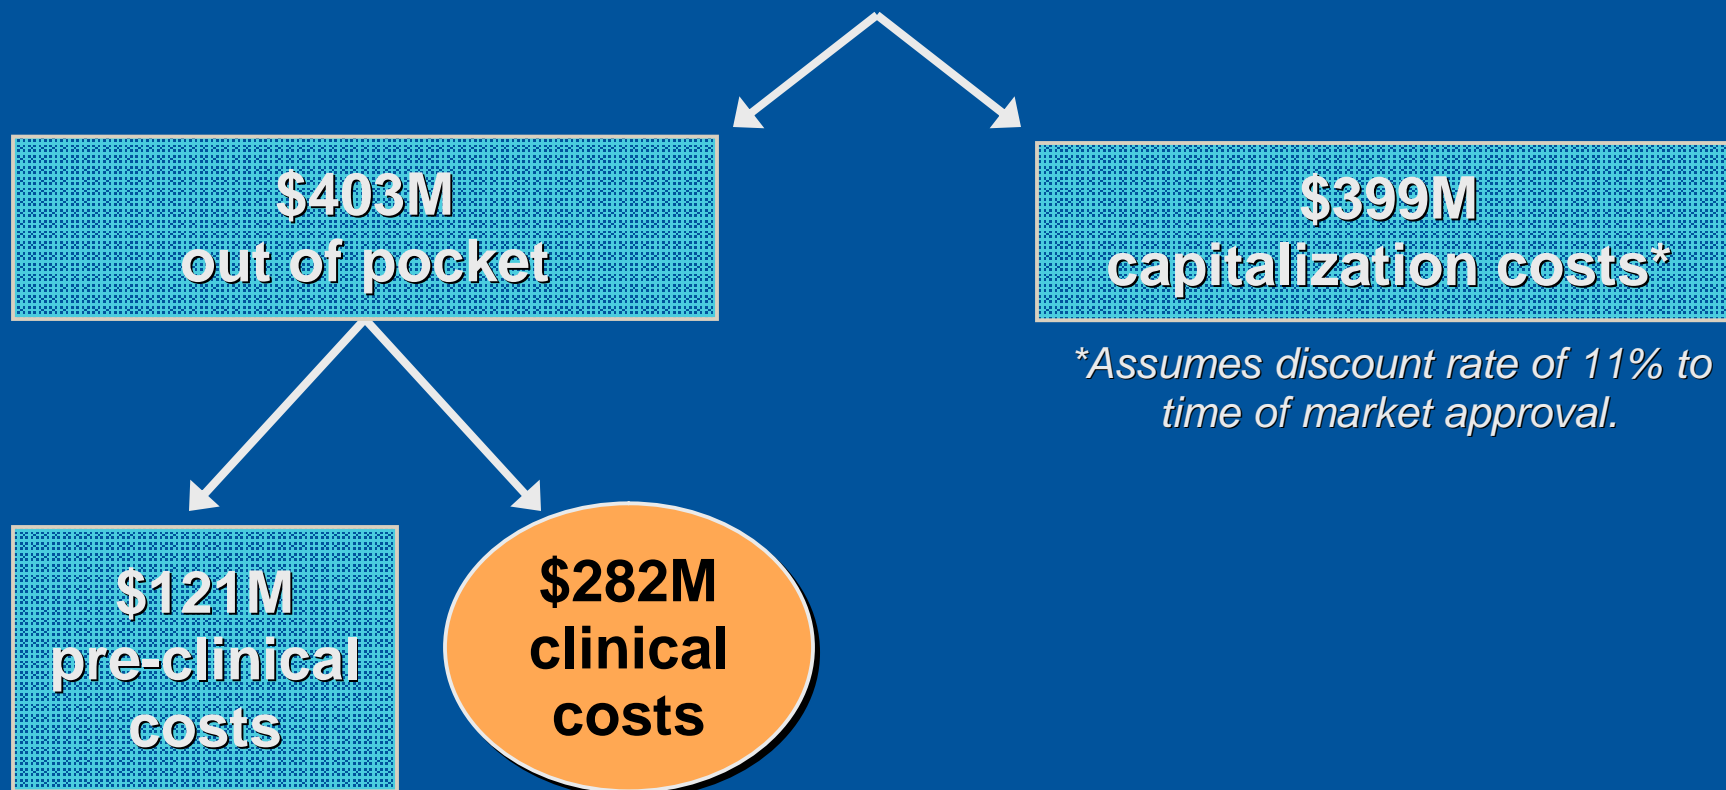 $403M
out of pocket
$399M
capitalization costs*
*Assumes discount rate of 11% to
time of market approval.
$121M
pre-clinical
costs
$282M
clinical
costs